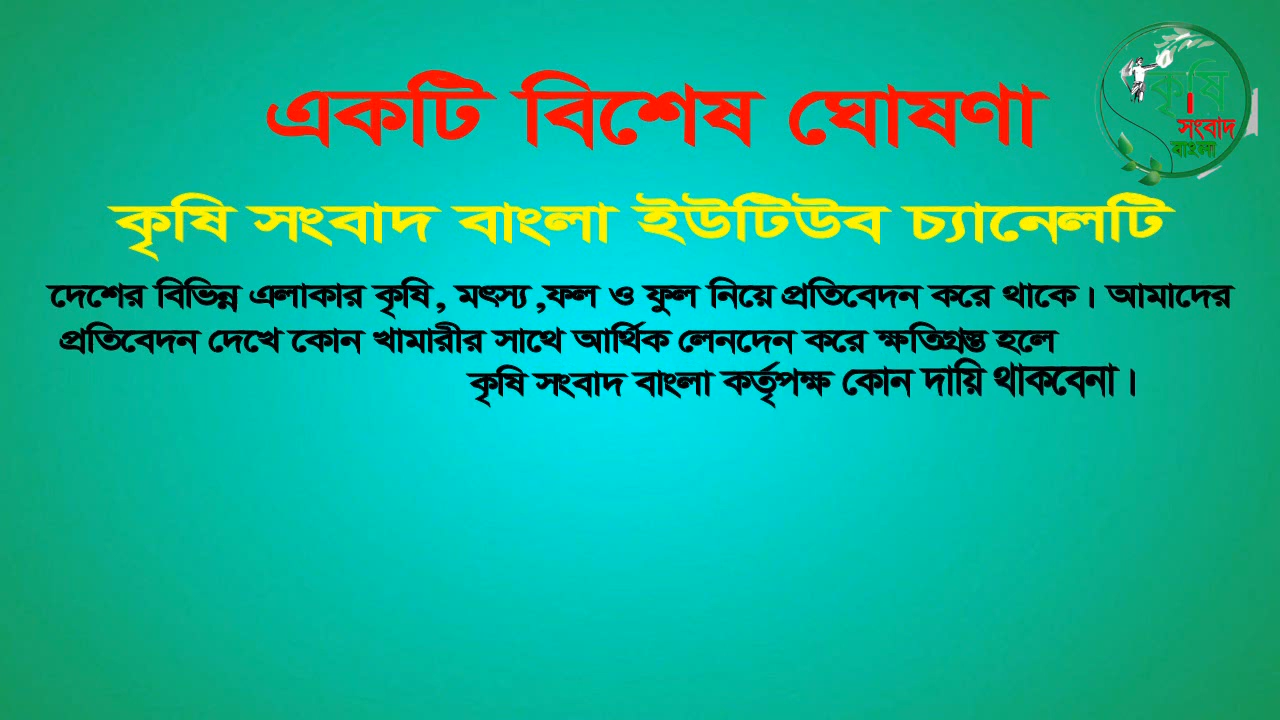 একটি বিশেষ ঘোষণা
কৃষি সংবাদ বাংলা
কৃষি সংবাদ বাংলা ইউটিউব চ্যানেলটি
দেশের বিভিন্ন এলাকার কৃষি, মৎস্য ,ফল ও ফুল নিয়ে প্রতিবেদন করে থাকে। আমাদের
প্রতিবেদন দেখে কোন খামারীর সাথে আর্থিক লেনদেন করে ক্ষতিগ্রস্ত হলে
কৃষি সংবাদ বাংলা কর্তৃপক্ষ কোন দায়ি থাকবেনা।